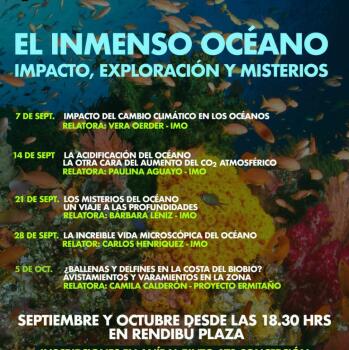 EL INMENSO OCÉANO
IMPACTO, EXPLORACIÓN Y MISTERIOS
7 DE SEPT. IMPACTO DEL CAMBIO CLIMÁTICO EN LOS OCÉANOS
RELATORA: VERA OERDER - IMO
14 DE SEPT LA ACIDIFICACIÓN DEL OCÉANO
LA OTRA CARA DEL AUMENTO DEL CO2 ATMOSFÉRICO
RELATORA: PAULINA AGUAYO - IMO
21 DE SEPT. LOS MISTERIOS DEL OCÉANO
UN VIAJE A LAS PROFUNDIDADES
RELATORA: BÁRBARA LÉNIZ - IMO
28 DE SEPT. LA INCREIBLE VIDA MICROSCÓPICA DEL OCÉANO
RELATOR: CARLOS HENRIQUEZ - IMO
5 DE OCT. ¿BALLENAS Y DELFINES EN LA COSTA DEL BIOBIO?
AVISTAMIENTOS Y VARAMIENTOS EN LA ZONA
RELATORA: CAMILA CALDERÓN - PROYECTO ERMITAÑO
SEPTIEMBRE Y OCTUBRE DESDE LAS 18.30 HRS
EN RENDIBÚ PLAZA